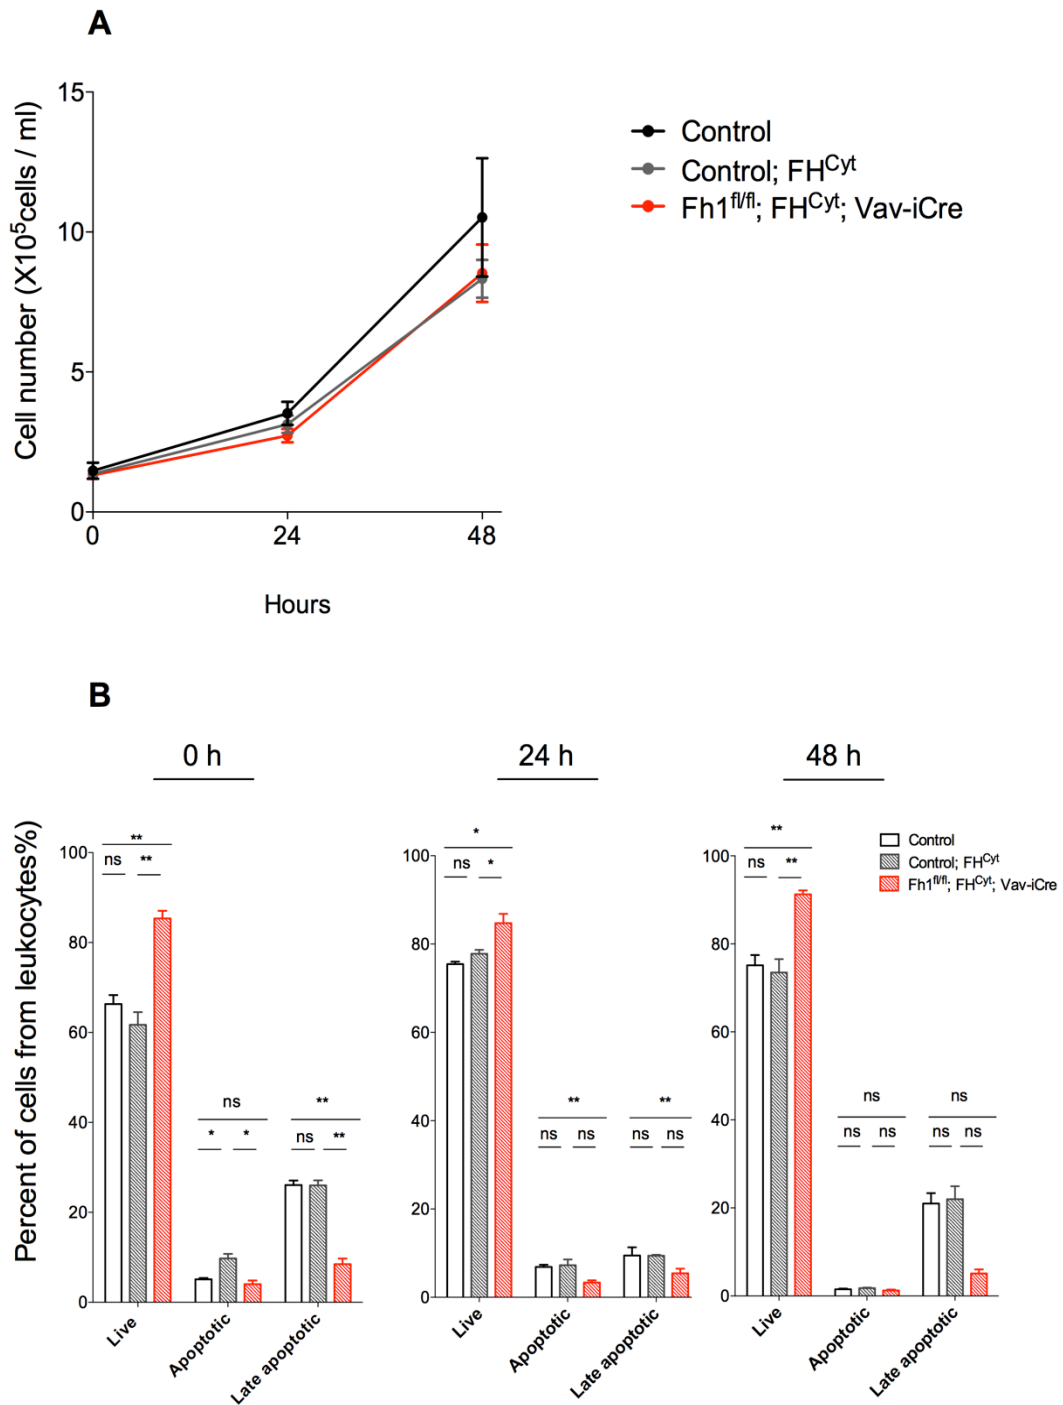 A
Cell number (X10^5cells / ml)
15
10
5
0
0 24 48
Hours
Control
Control; FH^Cyt
Fh1^fl/fl; FH^Cyt; Vav-iCre
B
0 h 24 h 48 h
Percent of cells from leukocytes%)
100
80
60
40
20
0
**
ns **
ns
* *
**
ns **
Live Apoptotic Late apoptotic
100
80
60
40
20
0
*
ns *
**
ns ns
**
ns ns
Live Apoptotic Late apoptotic
100
80
60
40
20
0
**
ns **
ns
ns ns
ns
ns ns
Live Apoptotic Late apoptotic
Control
Control; FH^Cyt
Fh1^fl/fl; FH^Cyt; Vav-iCre